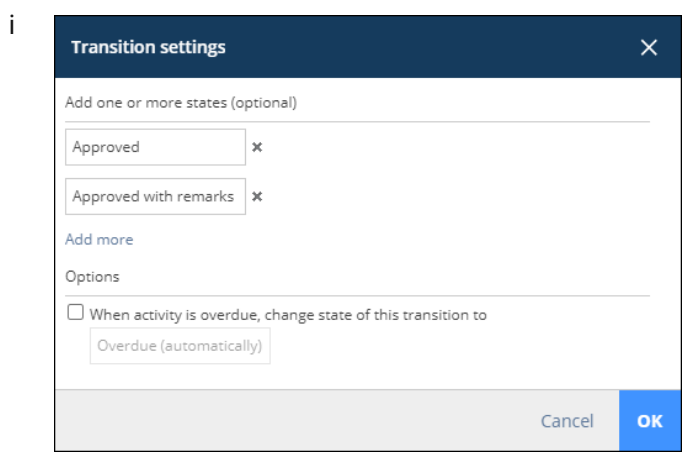 i
Transition settings
Add one or more states (optional)
Approved
Approved with remarks
Add more
Options
When activity is overdue, change state of this transition to
Overdue (automatically)
Cancel OK